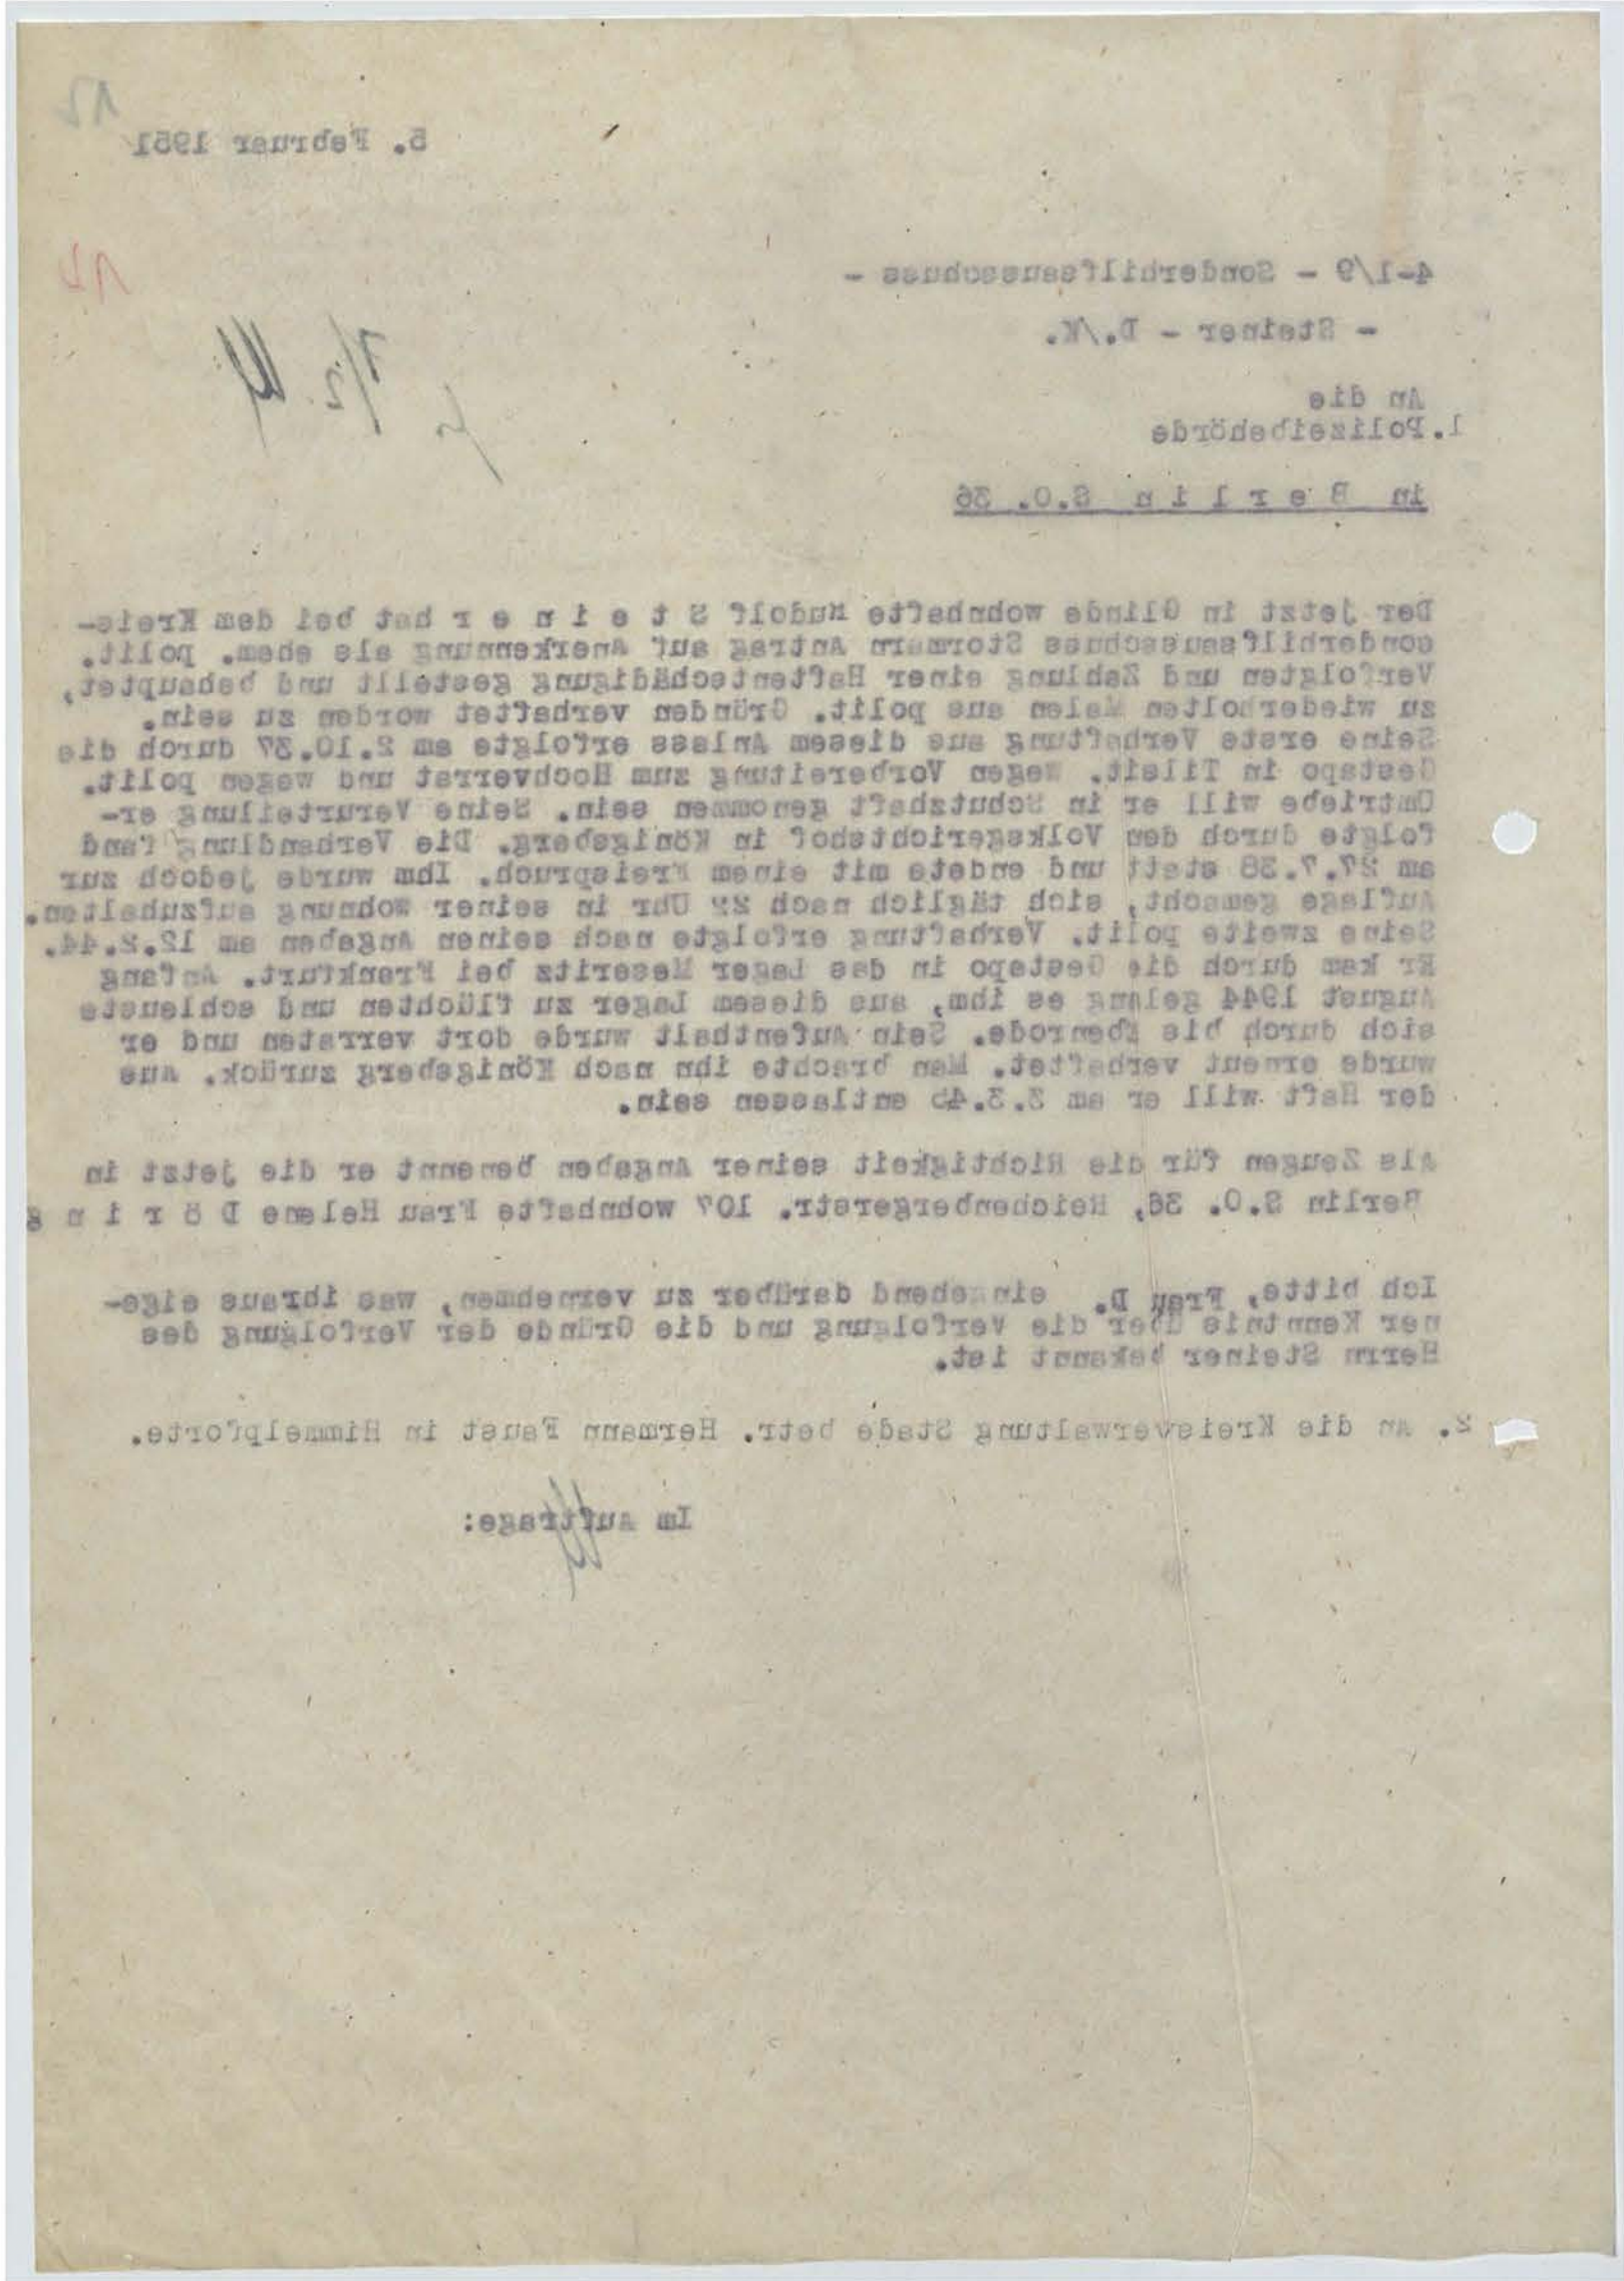 12
5. Februar 1951
12
4-1/9 - Sonderhilfsausschuss -
- Steiner - D./K.
7/2.
An die
1.Polizeibehörde
in B e r l i n S.O. 36
Der jetzt in Glinde wohnhafte Rudolf S t e i n e r hat bei dem Kreis-
sonderhilfsausschuss Stormarn Antrag auf Anerkennung als ehem. polit.
Verfolgten und Zahlung einer Haftentschädigung gestellt und behauptet,
zu wiederholten Malen aus polit. Gründen verhaftet worden zu sein.
Seine erste Verhaftung aus diesem Anlass erfolgte am 2.10.37 durch die
Gestapo in Tilsit. Wegen Vorbereitung zum Hochverrat und wegen polit.
Umtriebe will er in Schutzhaft genommen sein. Seine Verurteilung er-
folgte durch den Volksgerichtshof in Königsberg. Die Verhandlung fand
am 27.7.38 statt und endete mit einem Freispruch. Ihm wurde jedoch zur
Auflage gemacht, sich täglich nach 22 Uhr in seiner Wohnung aufzuhalten.
Seine zweite polit. Verhaftung erfolgte nach seinen Angaben am 12.2.44.
Er kam durch die Gestapo in das Lager Meseritz bei Frankfurt. Anfang
August 1944 gelang es ihm, aus diesem Lager zu flüchten und schleuste
sich durch bis Ebenrode. Sein Aufenthalt wurde dort verraten und er
wurde erneut verhaftet. Man brachte ihn nach Königsberg zurück. Aus
der Haft will er am 3.3.45 entlassen sein.
Als Zeugen für die Richtigkeit seiner Angaben benennt er die jetzt in
Berlin S.O. 36, Reichenbergerstr. 107 wohnhafte Frau Helene D ö r i n g
Ich bitte, Frau D. eingehend darüber zu vernehmen, was ihraus eige-
ner Kenntnis über die Verfolgung und die Gründe der Verfolgung des
Herrn Steiner bekannt ist.
2. An die Kreisverwaltung Stade betr. Hermann Faust in Himmelpforte.
Im Auftrage: